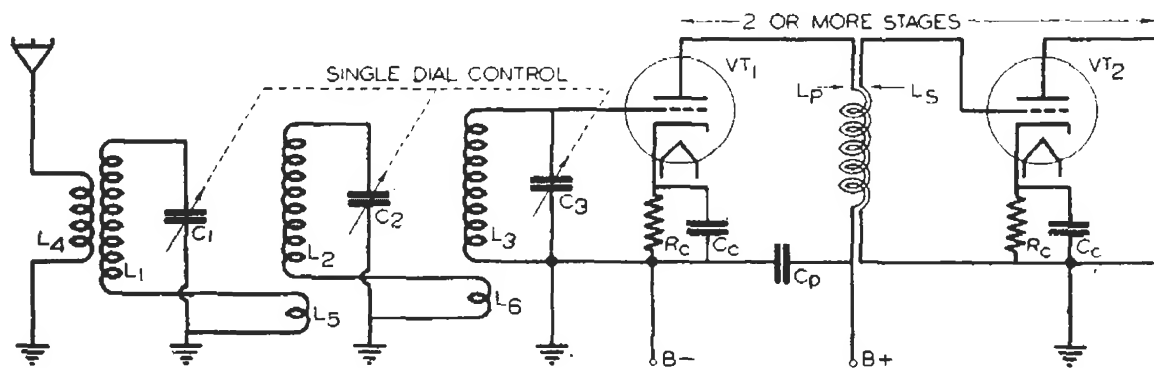 2 OR MORE STAGES
SINGLE DIAL CONTROL
VT1
VT2
LP
LS
L4
L1
C1
L2
C2
L3
C3
RC
CC
RC
CC
L5
L6
CP
B-
B+